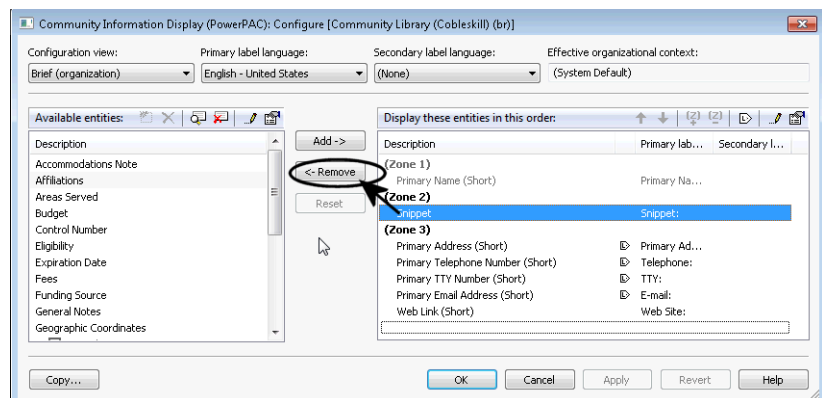 Community Information Display (PowerPAC): Configure [Community Library (Cobleskill) (br)]
Configuration view: Primary label language: Secondary label language: Effective organizational context:
Brief (organization) English - United States (None) (System Default)
Available entities: Display these entities in this order:
Description Add -> Description Primary lab... Secondary l...
Accommodations Note <- Remove (Zone 1)
Affiliations Primary Name (Short) Primary Na...
Areas Served Reset (Zone 2)
Budget Snippet Snippet:
Control Number (Zone 3)
Eligibility Primary Address (Short) Primary Ad...
Expiration Date Primary Telephone Number (Short) Telephone:
Fees Primary TTY Number (Short) TTY:
Funding Source Primary Email Address (Short) E-mail:
General Notes Web Link (Short) Web Site:
Geographic Coordinates
Copy... OK Cancel Apply Revert Help